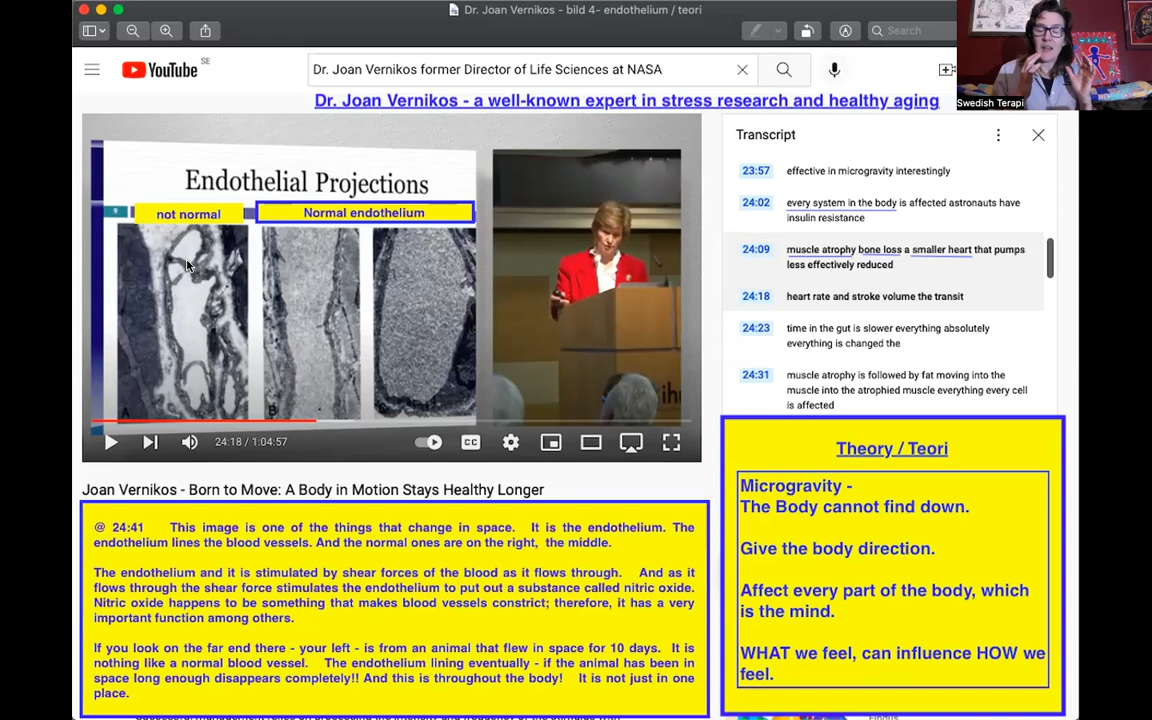 Dr. Joan Vernikos - bild 4- endothelium / teori
Search
YouTube SE
Dr. Joan Vernikos former Director of Life Sciences at NASA
Swedish Terapi
Dr. Joan Vernikos - a well-known expert in stress research and healthy aging
Endothelial Projections
9
not normal
Normal endothelium
A
B
24:18 / 1:04:57
CC
Transcript
23:57 effective in microgravity interestingly
24:02 every system in the body is affected astronauts have
insulin resistance
24:09 muscle atrophy bone loss a smaller heart that pumps
less effectively reduced
24:18 heart rate and stroke volume the transit
24:23 time in the gut is slower everything absolutely
everything is changed the
24:31 muscle atrophy is followed by fat moving into the
muscle into the atrophied muscle everything every cell
is affected
Joan Vernikos - Born to Move: A Body in Motion Stays Healthy Longer
@ 24:41 This image is one of the things that change in space. It is the endothelium. The
endothelium lines the blood vessels. And the normal ones are on the right, the middle.
The endothelium and it is stimulated by shear forces of the blood as it flows through. And as it
flows through the shear force stimulates the endothelium to put out a substance called nitric oxide.
Nitric oxide happens to be something that makes blood vessels constrict; therefore, it has a very
important function among others.
If you look on the far end there - your left - is from an animal that flew in space for 10 days. It is
nothing like a normal blood vessel. The endothelium lining eventually - if the animal has been in
space long enough disappears completely!! And this is throughout the body! It is not just in one
place.
Theory / Teori
Microgravity -
The Body cannot find down.
Give the body direction.
Affect every part of the body, which
is the mind.
WHAT we feel, can influence HOW we
feel.